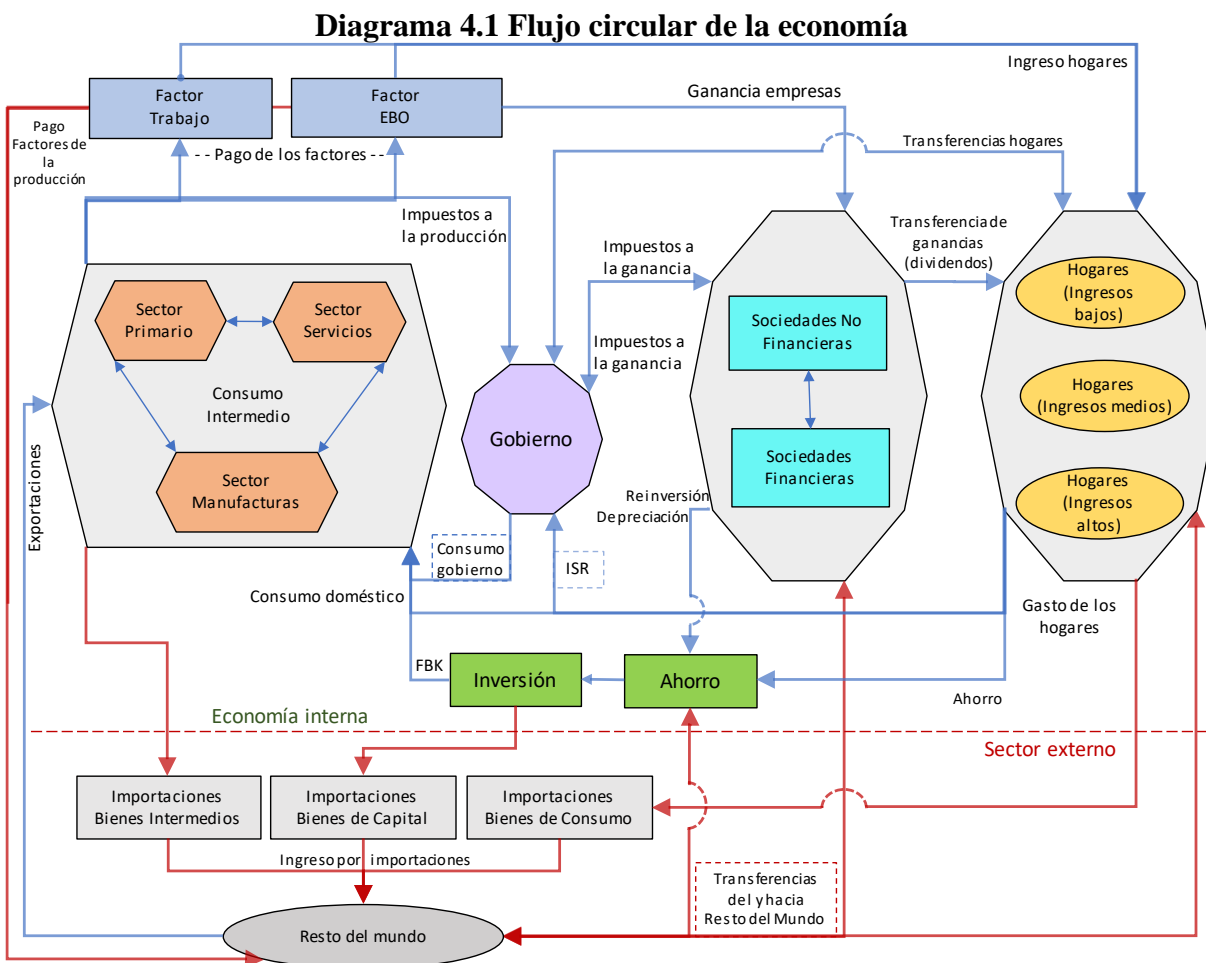 Diagrama 4.1 Flujo circular de la economía
Ingreso hogares
Factor
Trabajo
Factor
EBO
Ganancia empresas
Pago
Factores de
la
producción
- - Pago de los factores - -
Transferencias hogares
Impuestos a
la producción
Impuestos a
la ganancia
Transferencia de
ganancias
(dividendos)
Hogares
(Ingresos
bajos)
Sector
Primario
Sector
Servicios
Sociedades No
Financieras
Impuestos a
la ganancia
Consumo
Intermedio
Hogares
(Ingresos medios)
Gobierno
Sociedades
Financieras
Sector
Manufacturas
Hogares
(Ingresos
altos)
Exportaciones
Reinversión
Depreciación
Consumo
gobierno
ISR
Consumo doméstico
Gasto de los
hogares
FBK
Inversión
Ahorro
Ahorro
Economía interna
Sector externo
Importaciones
Bienes Intermedios
Importaciones
Bienes de Capital
Importaciones
Bienes de Consumo
Ingreso por importaciones
Transferencias
del y hacia
Resto del Mundo
Resto del mundo